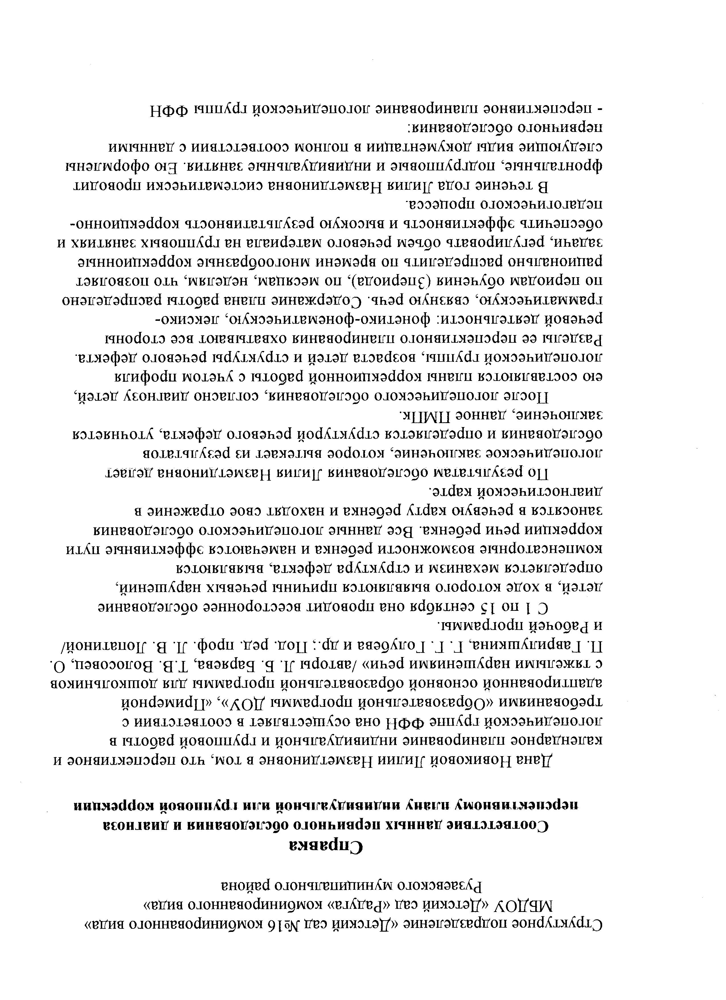 Структурное подразделение «Детский сад №16 комбинированного вида»
МБДОУ «Детский сад «Радуга» комбинированного вида»
Рузаевского муниципального района
Справка
Соответствие данных первичного обследования и диагноза
перспективному плану индивидуальной или групповой коррекции
Дана Новиковой Лилии Назметдиновне в том, что перспективное и
календарное планирование индивидуальной и групповой работы в
логопедической группе ФФН она осуществляет в соответствии с
требованиями «Образовательной программы ДОУ», «Примерной
адаптированной основной образовательной программы для дошкольников
с тяжелыми нарушениями речи» /авторы Л. Б. Баряева, Т.В. Волосовец, О.
П. Гаврилушкина, Г. Г. Голубева и др.; Под. ред. проф. Л. В. Лопатиной/
и Рабочей программы.
С 1 по 15 сентября она проводит всестороннее обследование
детей, в ходе которого выявляются причины речевых нарушений,
определяется механизм и структура дефекта, выявляются
компенсаторные возможности ребенка и намечаются эффективные пути
коррекции речи ребенка. Все данные логопедического обследования
заносятся в речевую карту ребенка и находят свое отражение в
диагностической карте.
По результатам обследования Лилия Назметдиновна делает
логопедическое заключение, которое вытекает из результатов
обследования и определяется структурой речевого дефекта, уточняется
заключение, данное ПМПк.
После логопедического обследования, согласно диагнозу детей,
ею составляются планы коррекционной работы с учетом профиля
логопедической группы, возраста детей и структуры речевого дефекта.
Разделы ее перспективного планирования охватывают все стороны
речевой деятельности: фонетико-фонематическую, лексико-
грамматическую, связную речь. Содержание плана работы распределено
по периодам обучения (3периода), по месяцам, неделям, что позволяет
рационально распределить по времени многообразные коррекционные
задачи, регулировать объем речевого материала на групповых занятиях и
обеспечить эффективность и высокую результативность коррекционно-
педагогического процесса.
В течение года Лилия Назметдиновна систематически проводит
фронтальные, подгрупповые и индивидуальные занятия. Ею оформлены
следующие виды документации в полном соответствии с данными
первичного обследования:
- перспективное планирование логопедической группы ФФН